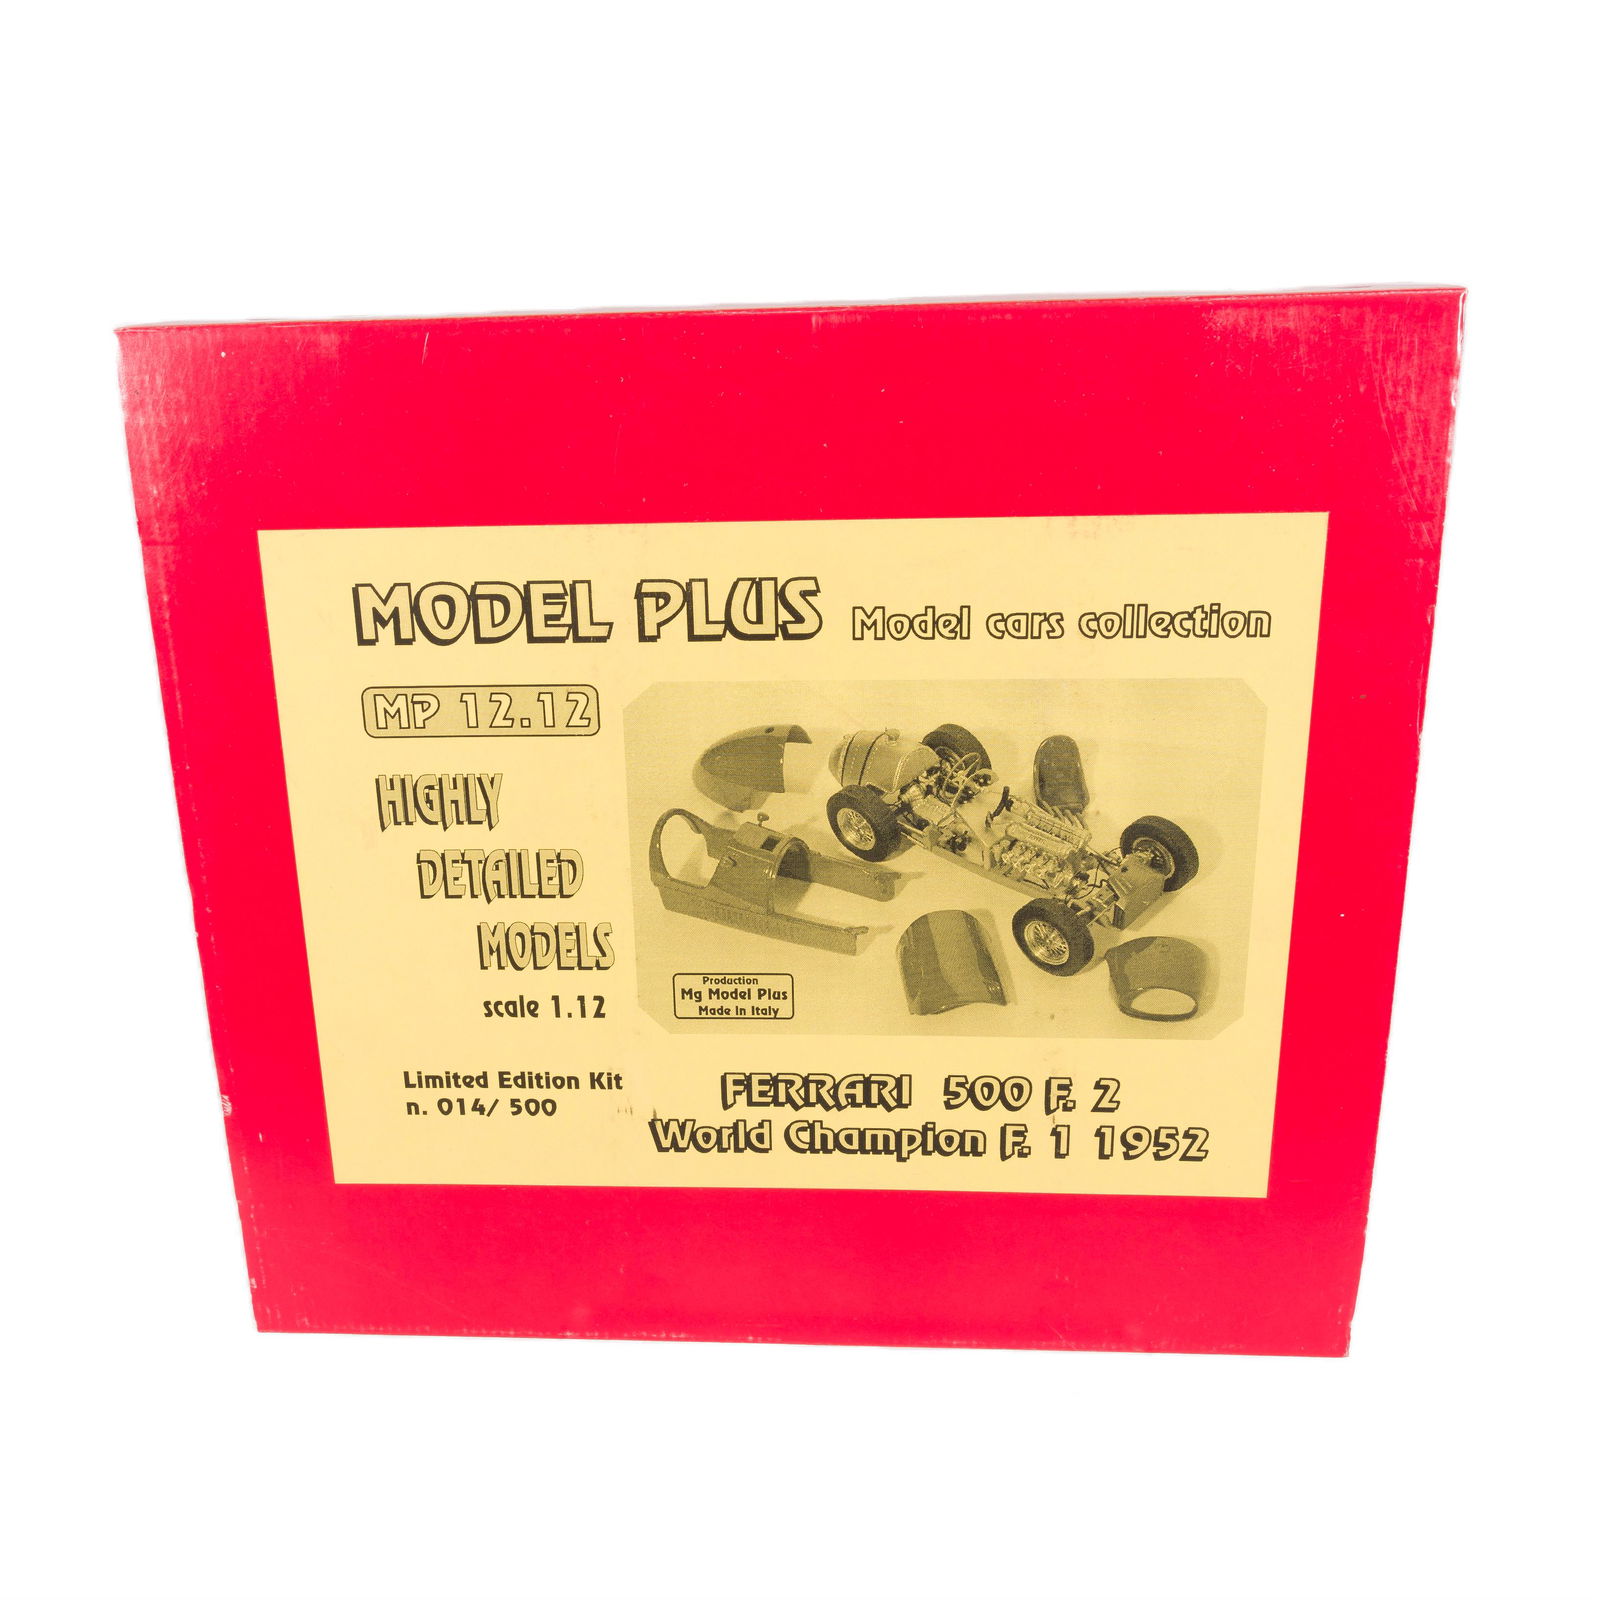 MODEL PLUS Model cars collection
MP 12.12
HIGHLY
DETAILED
MODELS
scale 1.12
Production
Mg Model Plus
Made in Italy
Limited Edition Kit
n. 014/ 500
FERRARI 500 F. 2
World Champion F. 1 1952